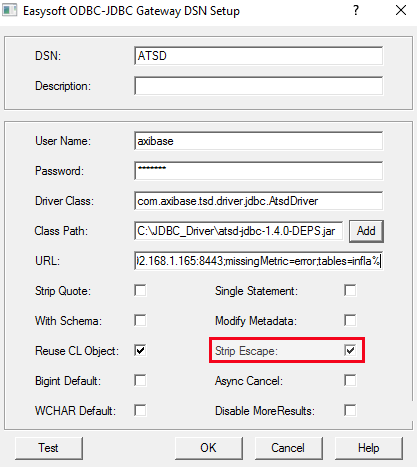 Easysoft ODBC-JDBC Gateway DSN Setup
DSN: ATSD
Description:
User Name: axibase
Password: *******
Driver Class: com.axibase.tsd.driver.jdbc.AtsdDriver
Class Path: C:\JDBC_Driver\atsd-jdbc-1.4.0-DEPS.jar Add
URL: 2.168.1.165:8443;missingMetric=error;tables=infla%
Strip Quote: Single Statement:
With Schema: Modify Metadata:
Reuse CL Object: Strip Escape:
Bigint Default: Async Cancel:
WCHAR Default: Disable MoreResults:
Test OK Cancel Help